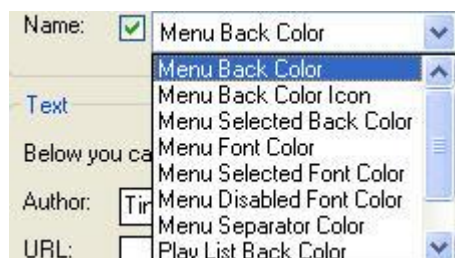 Name: Menu Back Color
Menu Back Color
Menu Back Color Icon
Text
Menu Selected Back Color
Menu Font Color
Below you ca
Menu Selected Font Color
Author: Tir
Menu Disabled Font Color
Menu Separator Color
URL:
Play List Back Color